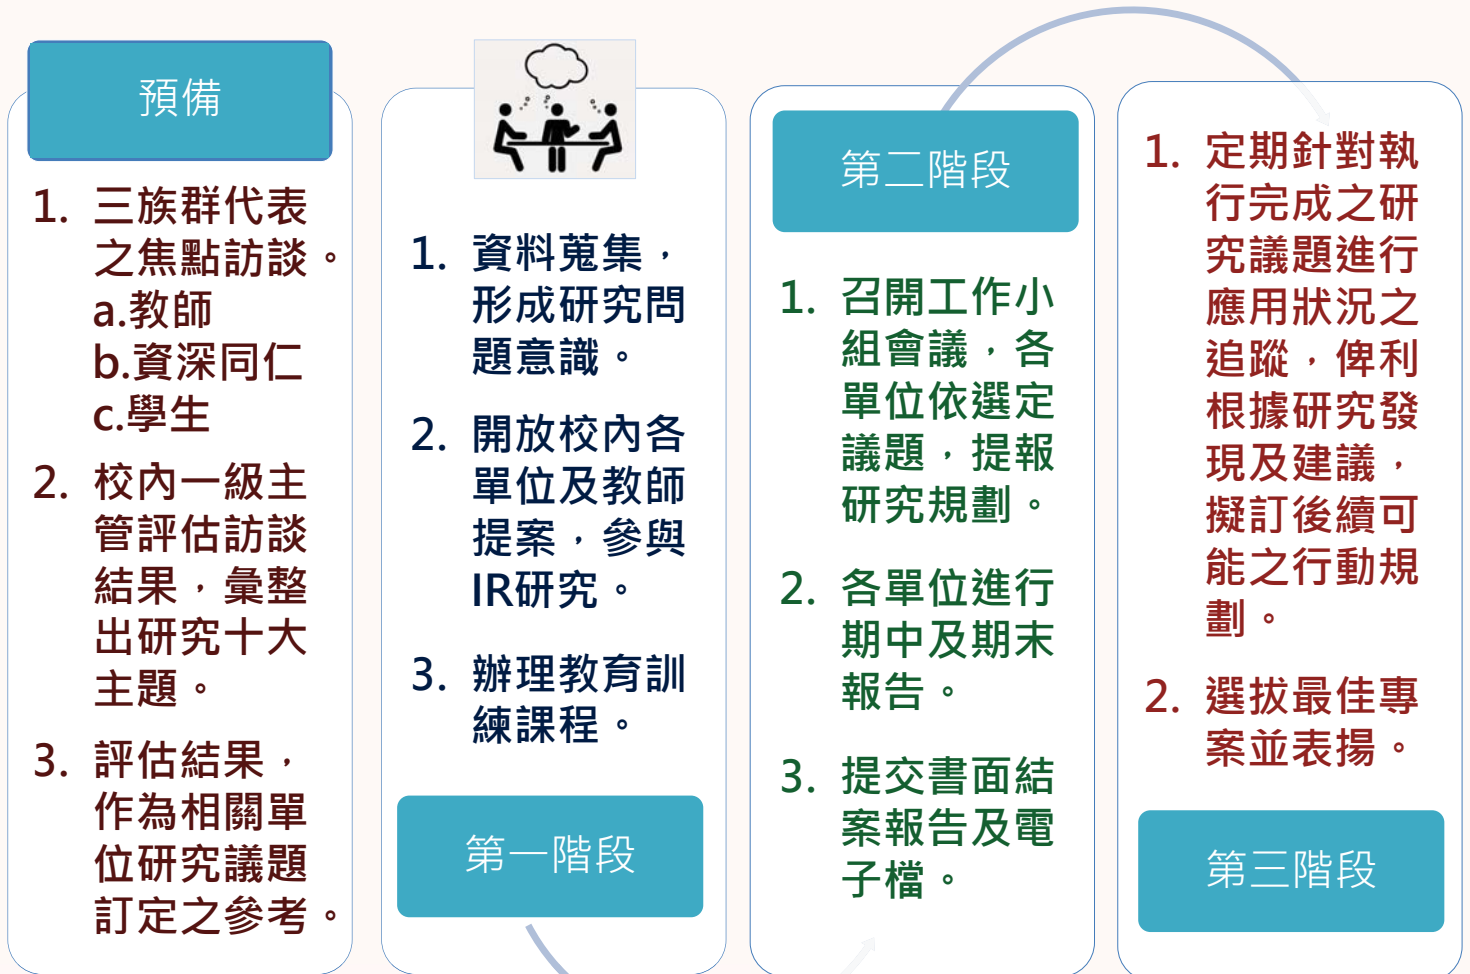 預備
1. 三族群代表
之焦點訪談。
a.教師
b.資深同仁
c.學生
2. 校內一級主
管評估訪談
結果，彙整
出研究十大
主題。
3. 評估結果，
作為相關單
位研究議題
訂定之參考。
1. 資料蒐集，
形成研究問
題意識。
2. 開放校內各
單位及教師
提案，參與
IR研究。
3. 辦理教育訓
練課程。
第一階段
第二階段
1. 召開工作小
組會議，各
單位依選定
議題，提報
研究規劃。
2. 各單位進行
期中及期末
報告。
3. 提交書面結
案報告及電
子檔。
1. 定期針對執
行完成之研
究議題進行
應用狀況之
追蹤，俾利
根據研究發
現及建議，
擬訂後續可
能之行動規
劃。
2. 選拔最佳專
案並表揚。
第三階段